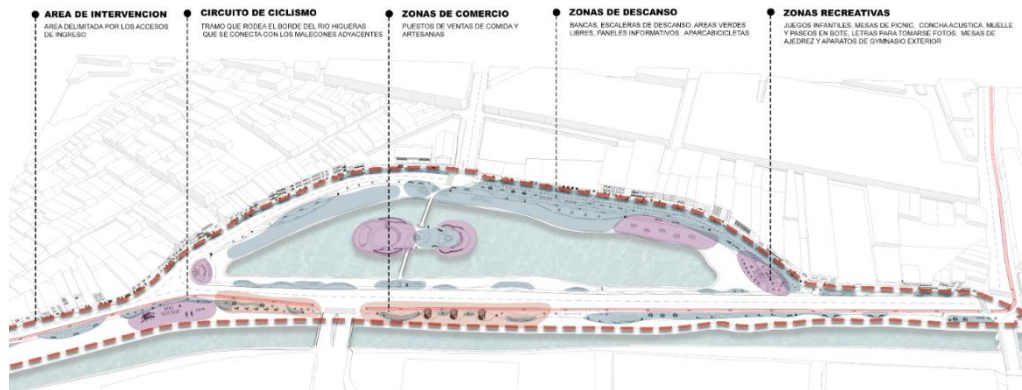 AREA DE INTERVENCION
AREA DELIMITADA POR LOS ACCESOS
DE INGRESO
CIRCUITO DE CICLISMO
TRAMO QUE RODEA EL BORDE DEL RIO HIGUERAS
QUE SE CONECTA CON LOS MALECONES ADYACENTES
ZONAS DE COMERCIO
PUESTOS DE VENTAS DE COMIDA Y
ARTESANIAS
ZONAS DE DESCANSO
BANCAS, ESCALERAS DE DESCANSO, AREAS VERDES
LIBRES, PANELES INFORMATIVOS . APARCABICICLETAS
ZONAS RECREATIVAS
JUEGOS INFANTILES, MESAS DE PICNIC, CONCHA ACUSTICA, MUELLE
Y PASEOS EN BOTE, LETRAS PARA TOMARSE FOTOS, MESAS DE
AJEDREZ Y APARATOS DE GYMNASIO EXTERIOR